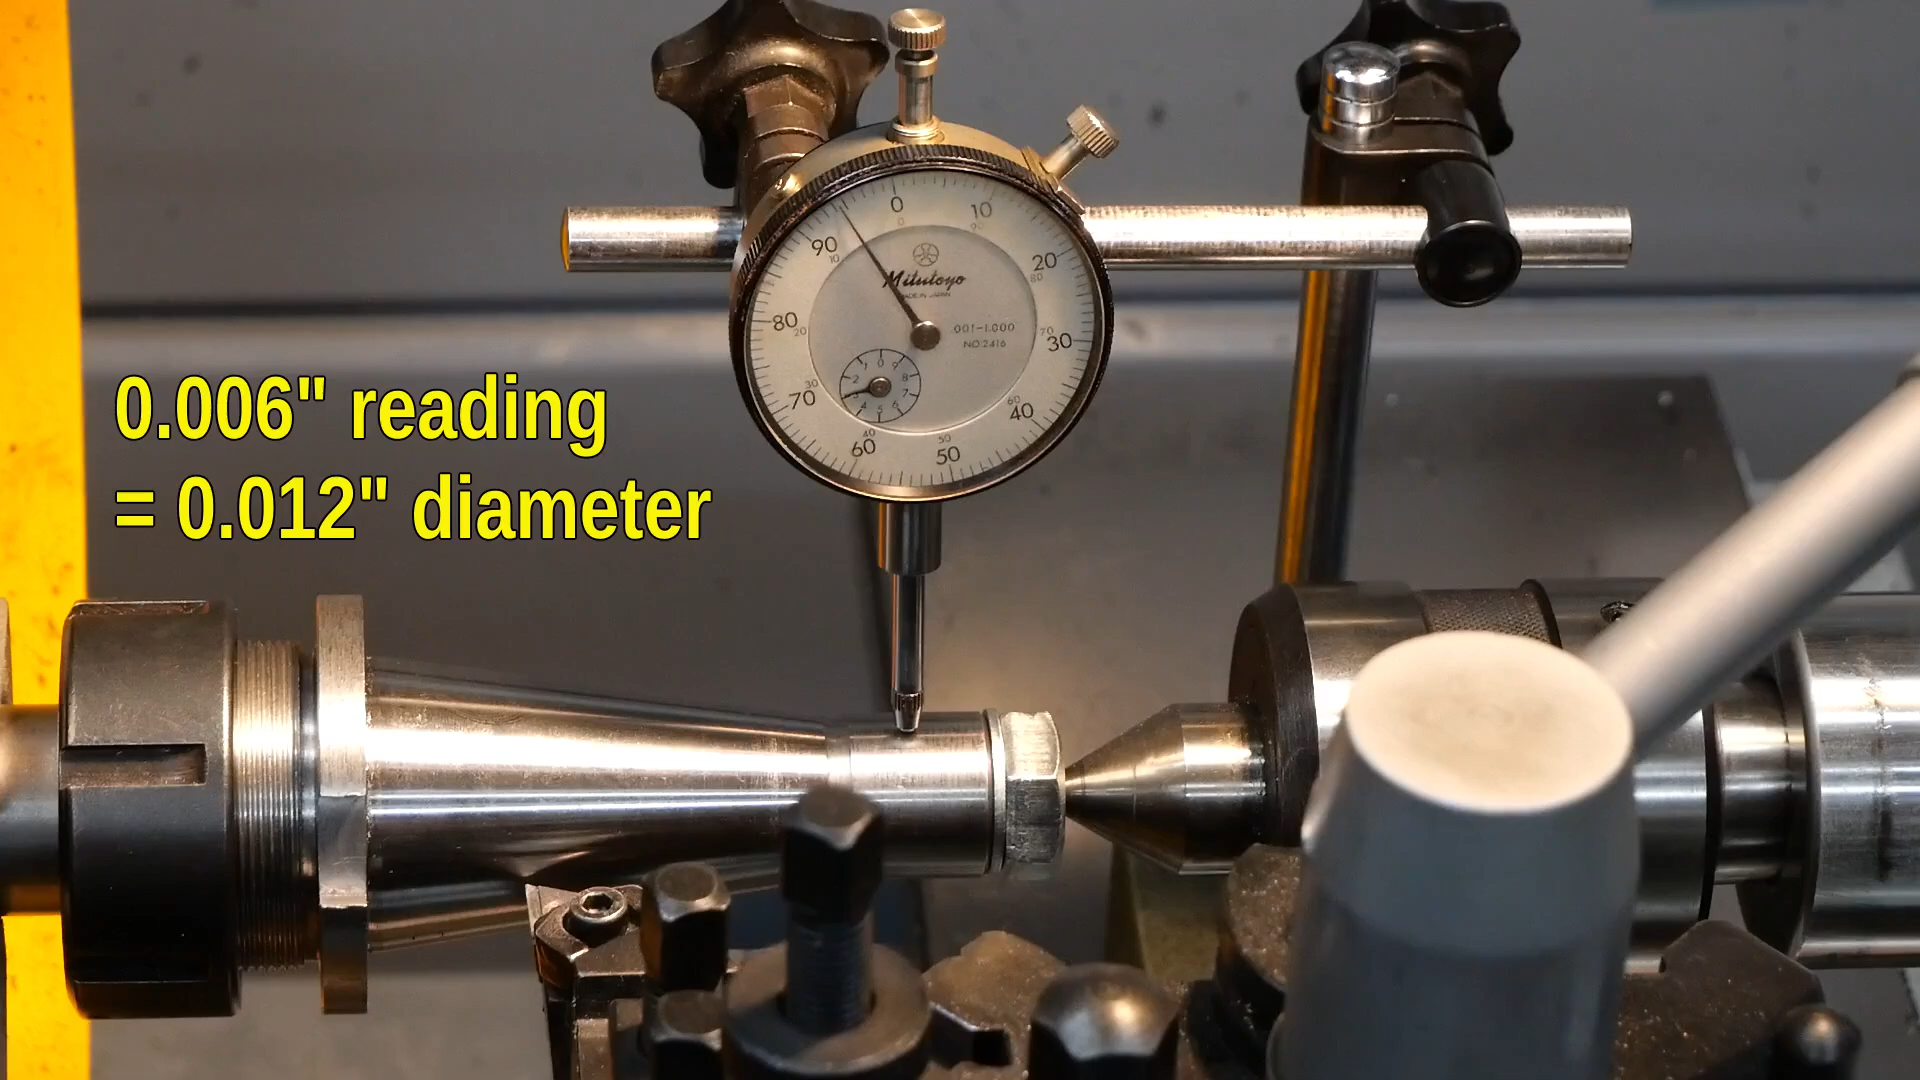 0
10
20
30
40
50
60
70
80
90
Mitutoyo
MADE IN JAPAN
.001-1.000
NO.2416
0.006" reading
= 0.012" diameter